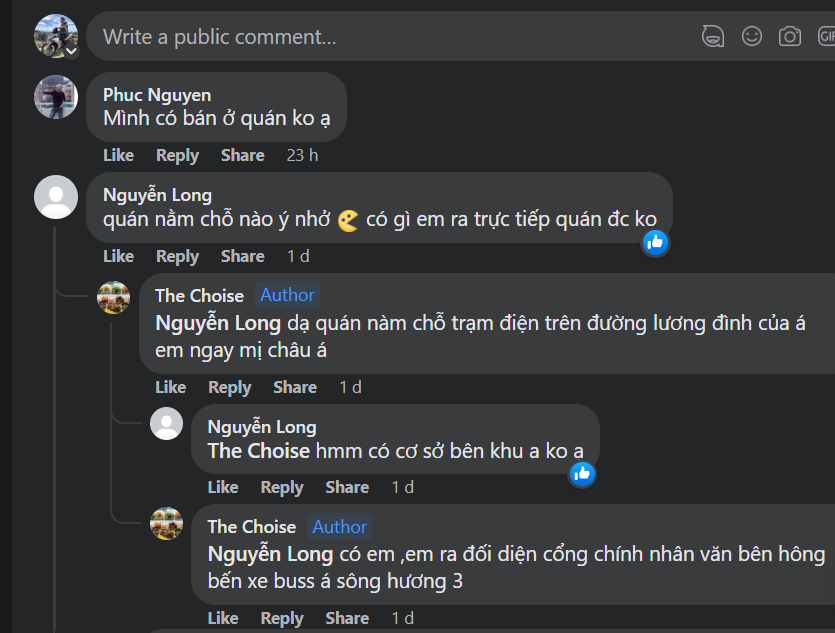 Write a public comment...
GIF
Phuc Nguyen
Mình có bán ở quán ko ạ
Like Reply Share 23 h
Nguyễn Long
quán nằm chỗ nào ý nhở có gì em ra trực tiếp quán đc ko
Like Reply Share 1 d
The Choise Author
Nguyễn Long dạ quán nàm chỗ trạm điện trên đường lương đình của á
em ngay mị châu á
Like Reply Share 1 d
Nguyễn Long
The Choise hmm có cơ sở bên khu a ko a
Like Reply Share 1 d
The Choise Author
Nguyễn Long có em ,em ra đối diện cổng chính nhân văn bên hông
bến xe buss á sông hương 3
Like Reply Share 1 d